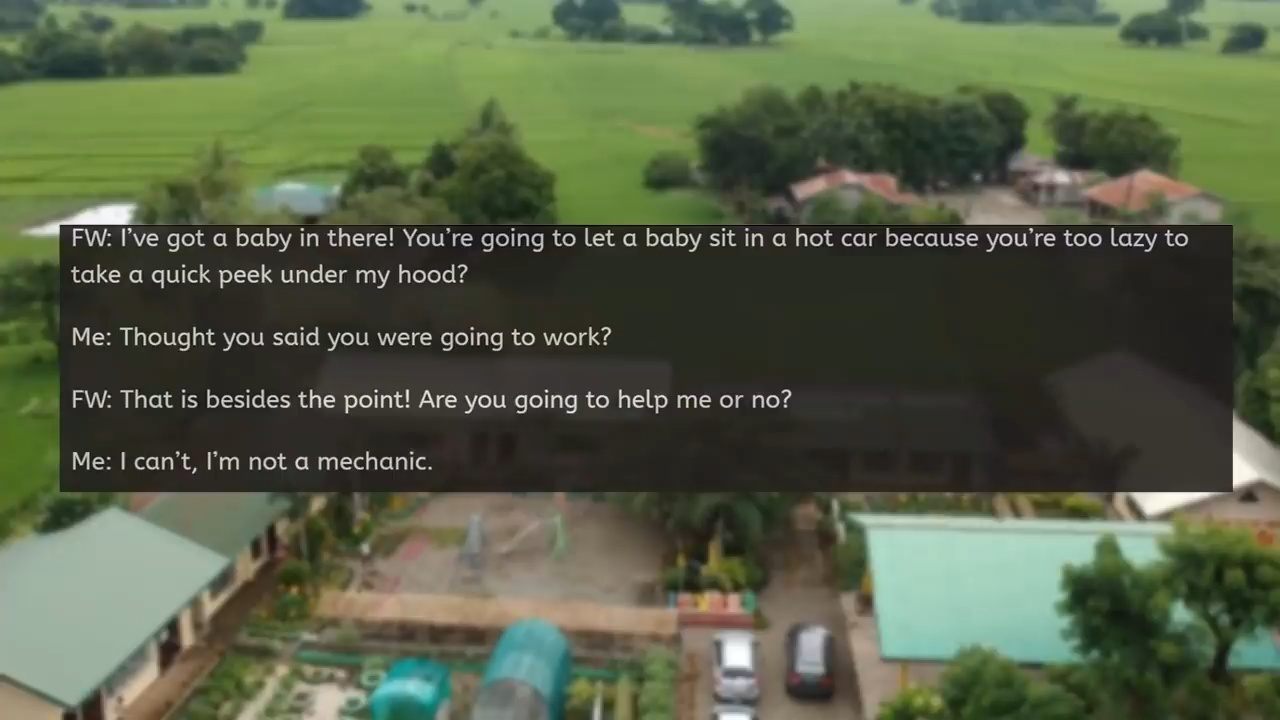 FW: I’ve got a baby in there! You’re going to let a baby sit in a hot car because you’re too lazy to
take a quick peek under my hood?
Me: Thought you said you were going to work?
FW: That is besides the point! Are you going to help me or no?
Me: I can’t, I’m not a mechanic.